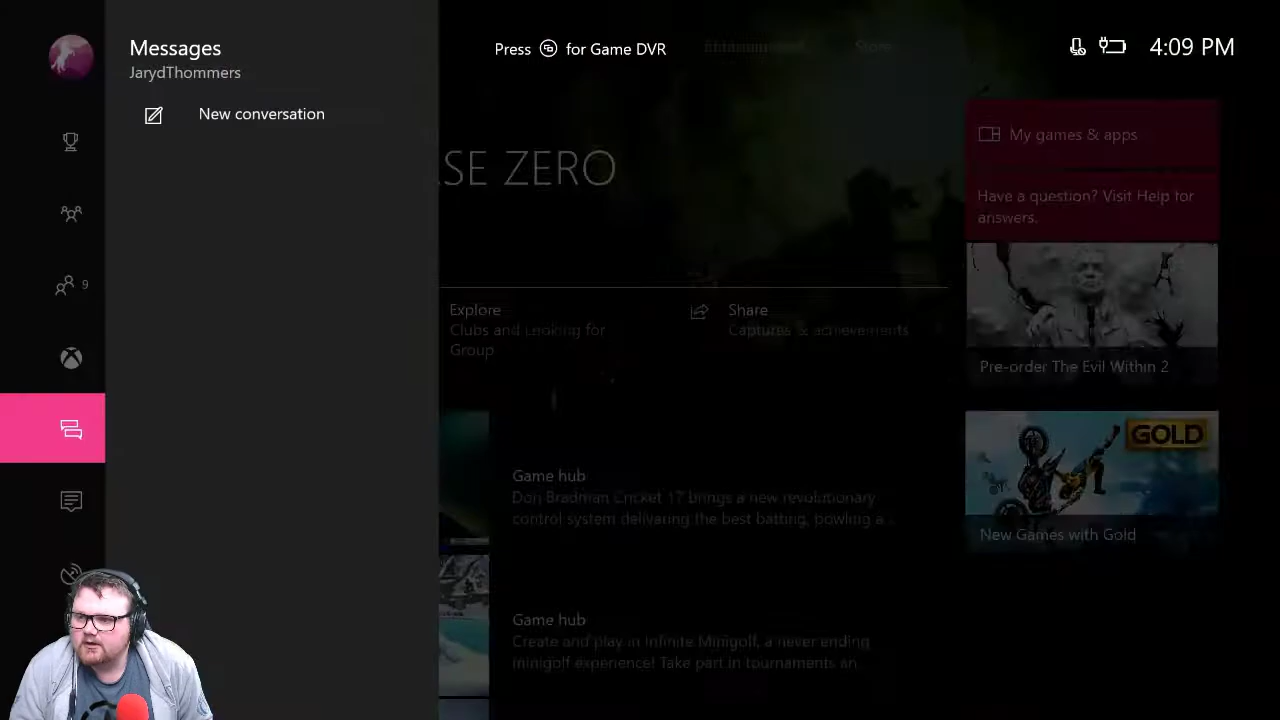 Messages
JarydThommers
New conversation
Press for Game DVR
Store
4:09 PM
SE ZERO
My games & apps
Have a question? Visit Help for
answers.
Explore
Clubs and Looking for
Group
Share
Captures & achievements
9
Pre-order The Evil Within 2
GOLD
New Games with Gold
Game hub
Don Bradman Cricket 17 brings a new revolutionary
control system delivering the best batting, bowling a...
Game hub
Create and play in Infinite Minigolf, a never ending
minigolf experience! Take part in tournaments an...